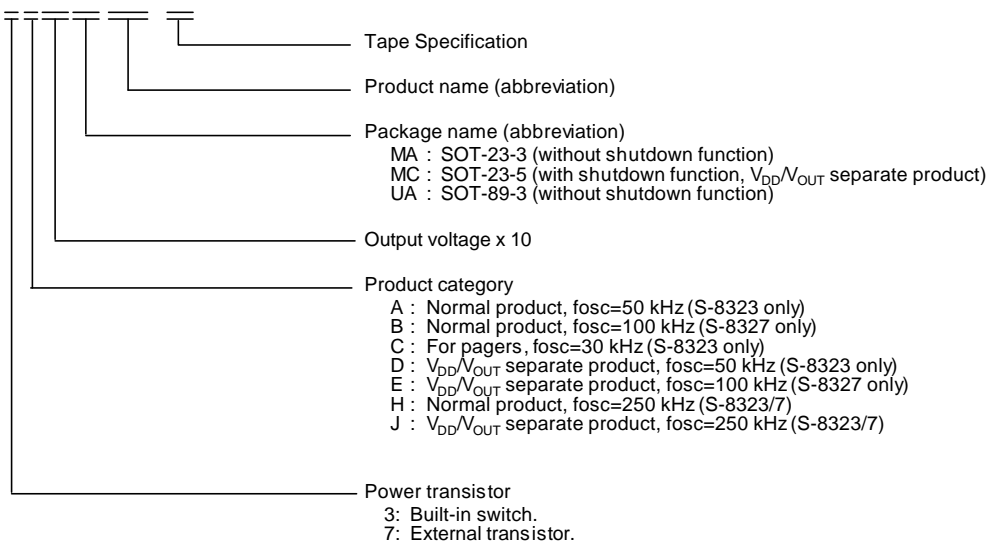 Tape Specification
Product name (abbreviation)
Package name (abbreviation)
MA : SOT-23-3 (without shutdown function)
MC : SOT-23-5 (with shutdown function, VDD/VOUT separate product)
UA : SOT-89-3 (without shutdown function)
Output voltage x 10
Product category
A : Normal product, fosc=50 kHz (S-8323 only)
B : Normal product, fosc=100 kHz (S-8327 only)
C : For pagers, fosc=30 kHz (S-8323 only)
D : VDD/VOUT separate product, fosc=50 kHz (S-8323 only)
E : VDD/VOUT separate product, fosc=100 kHz (S-8327 only)
H : Normal product, fosc=250 kHz (S-8323/7)
J : VDD/VOUT separate product, fosc=250 kHz (S-8323/7)
Power transistor
3: Built-in switch.
7: External transistor.